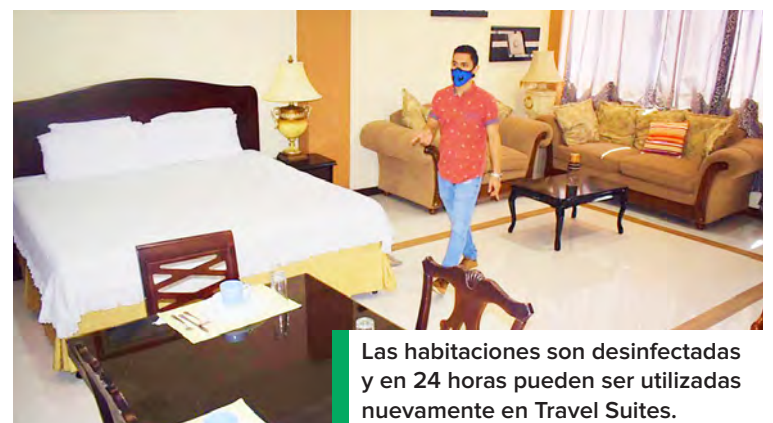 Las habitaciones son desinfectadas
y en 24 horas pueden ser utilizadas
nuevamente en Travel Suites.